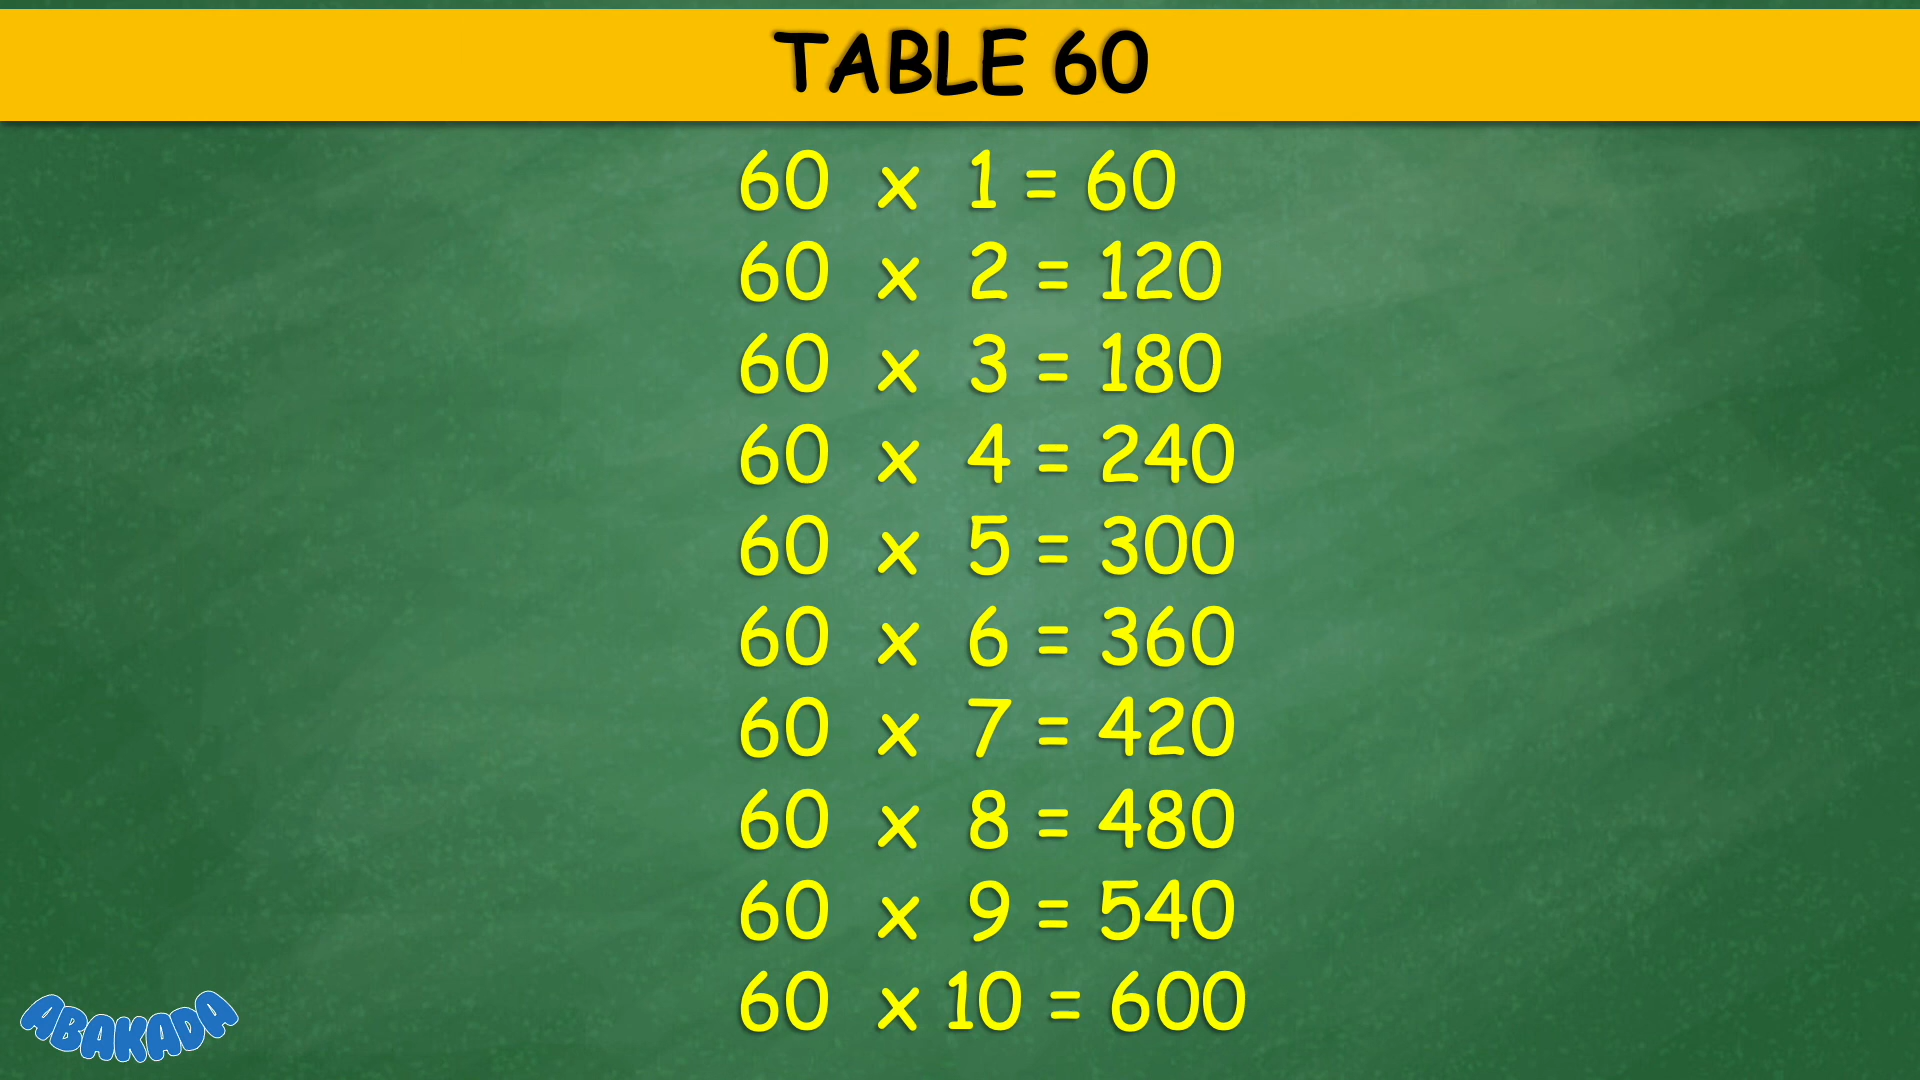 TABLE 60
60 x 1 = 60
60 x 2 = 120
60 x 3 = 180
60 x 4 = 240
60 x 5 = 300
60 x 6 = 360
60 x 7 = 420
60 x 8 = 480
60 x 9 = 540
60 x 10 = 600
ABAKADA